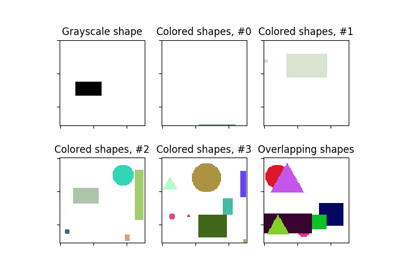 Grayscale shape
Colored shapes, #0
Colored shapes, #1
Colored shapes, #2
Colored shapes, #3
Overlapping shapes